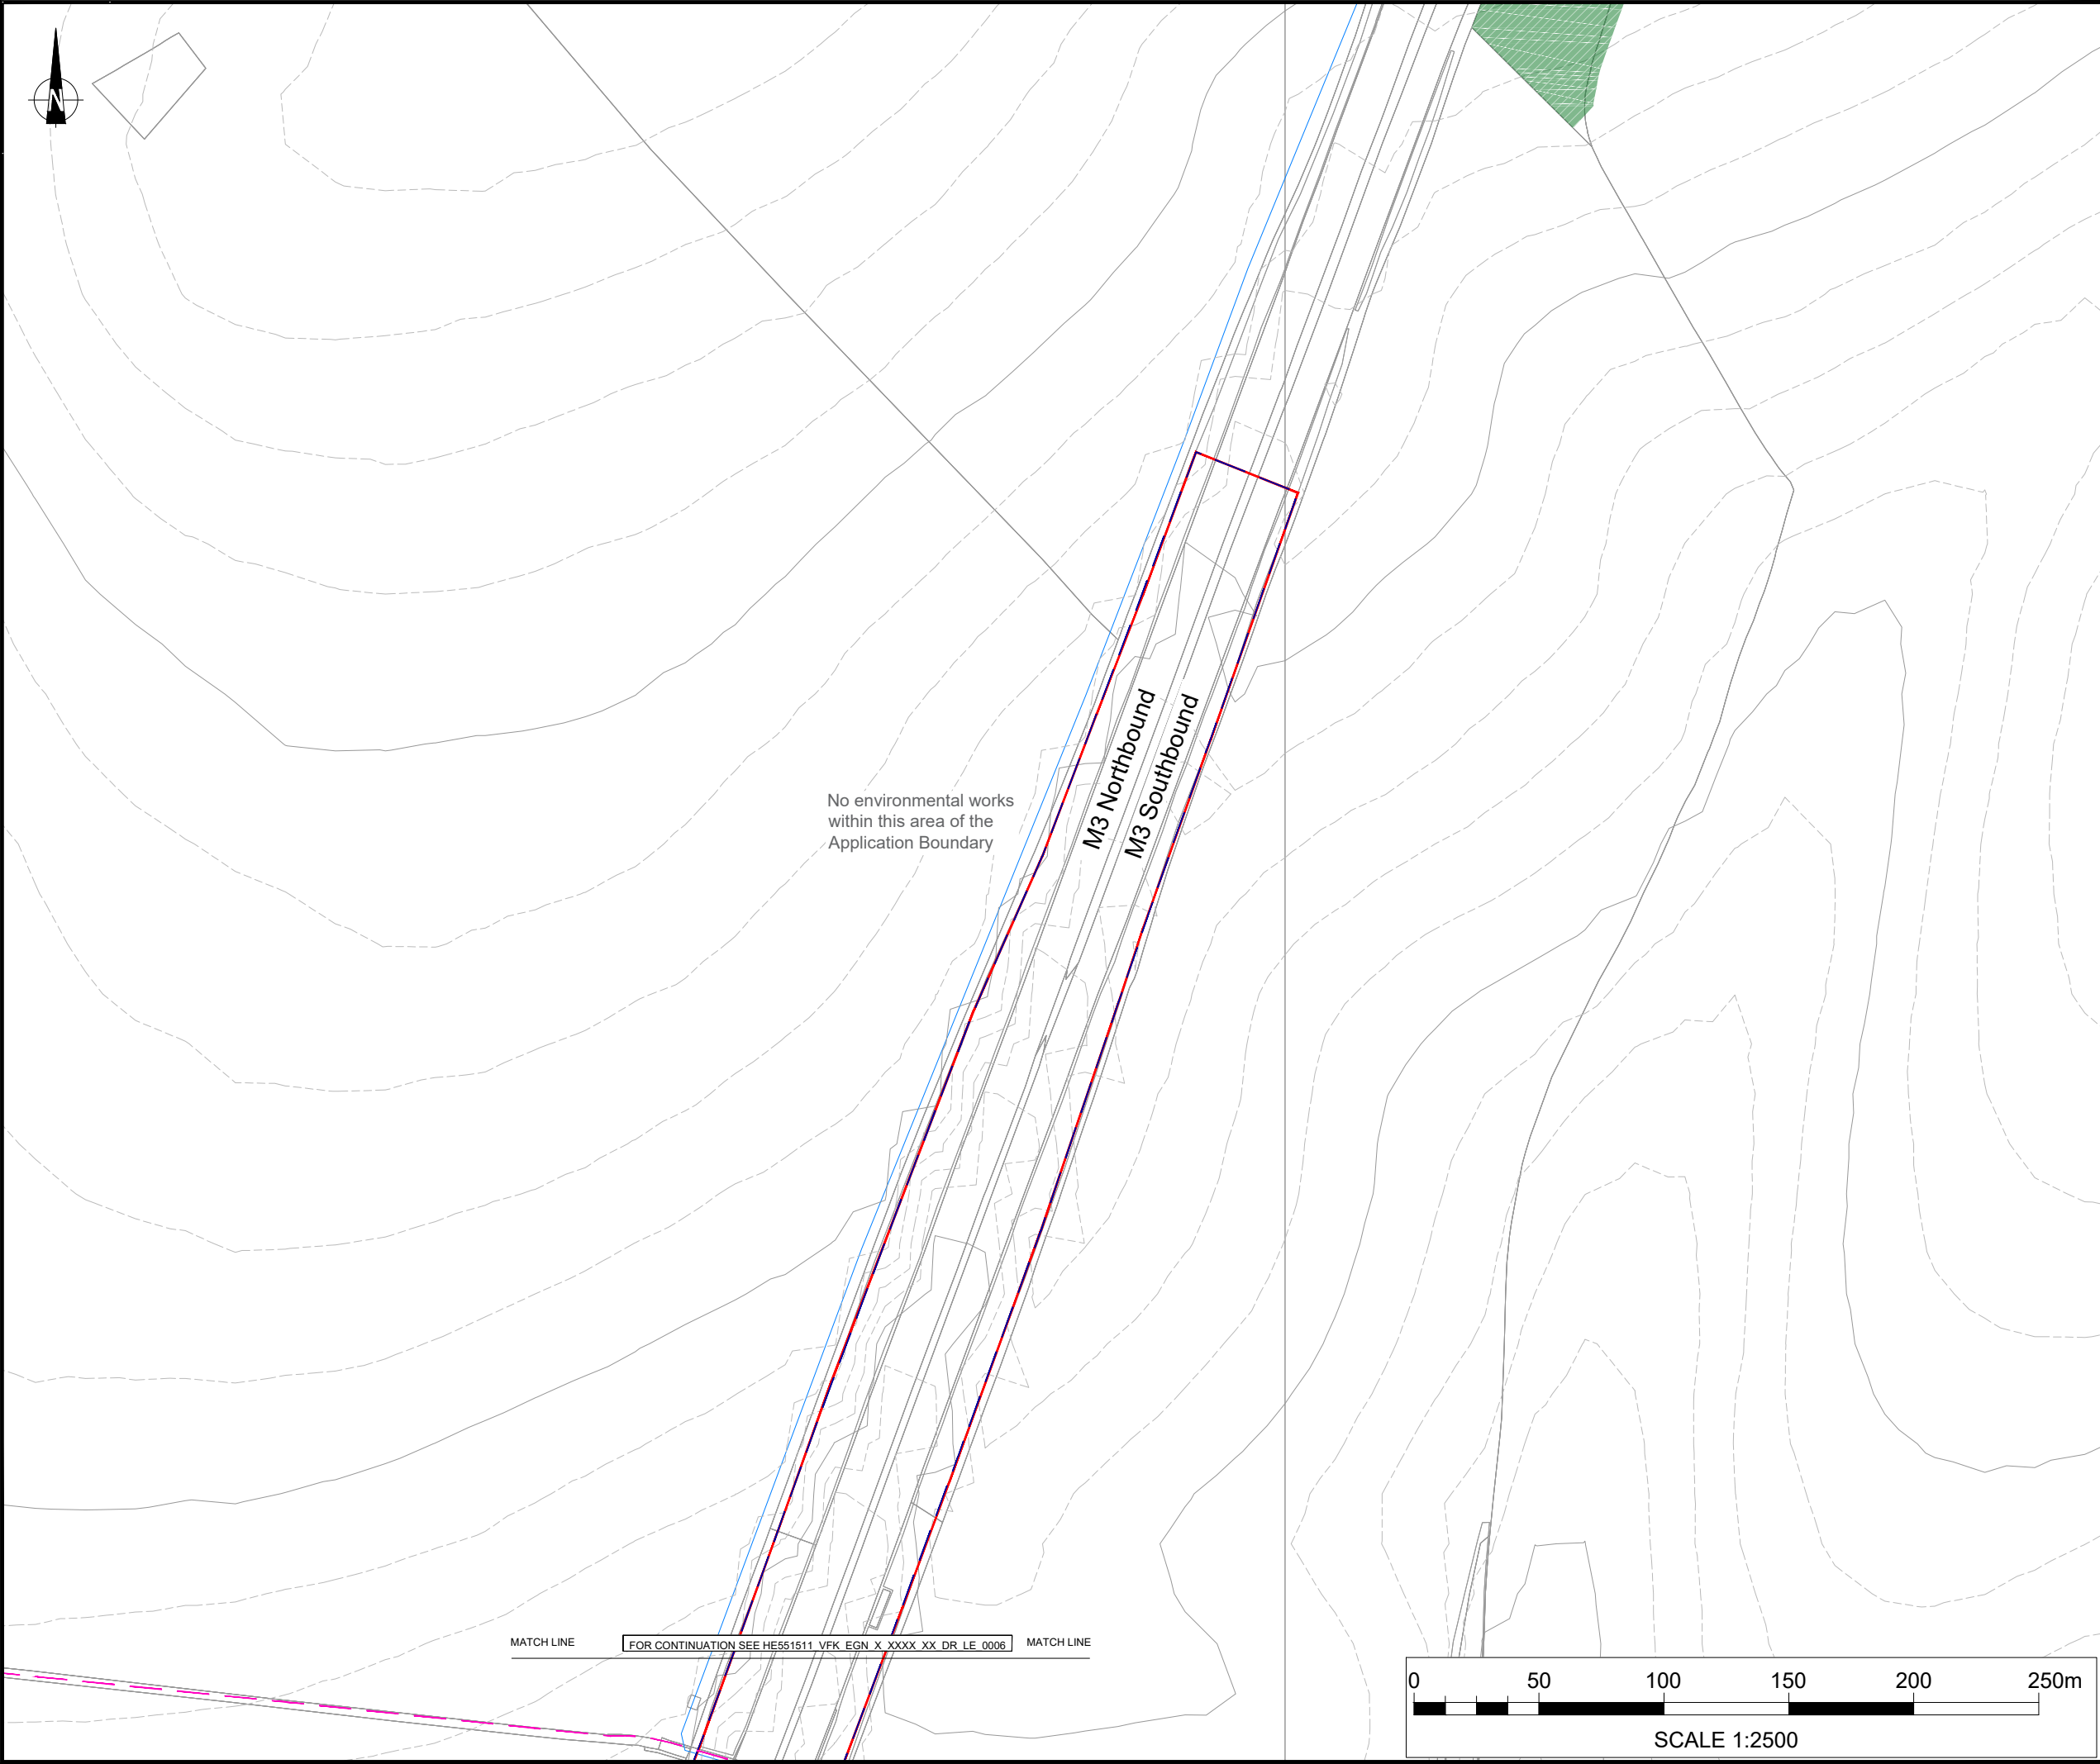 N
M3 Northbound
M3 Southbound
No environmental works
within this area of the
Application Boundary
MATCH LINE
FOR CONTINUATION SEE HE551511_VFK_EGN_X_XXXX_XX_DR_LE_0006
MATCH LINE
0 50 100 150 200 250m
SCALE 1:2500